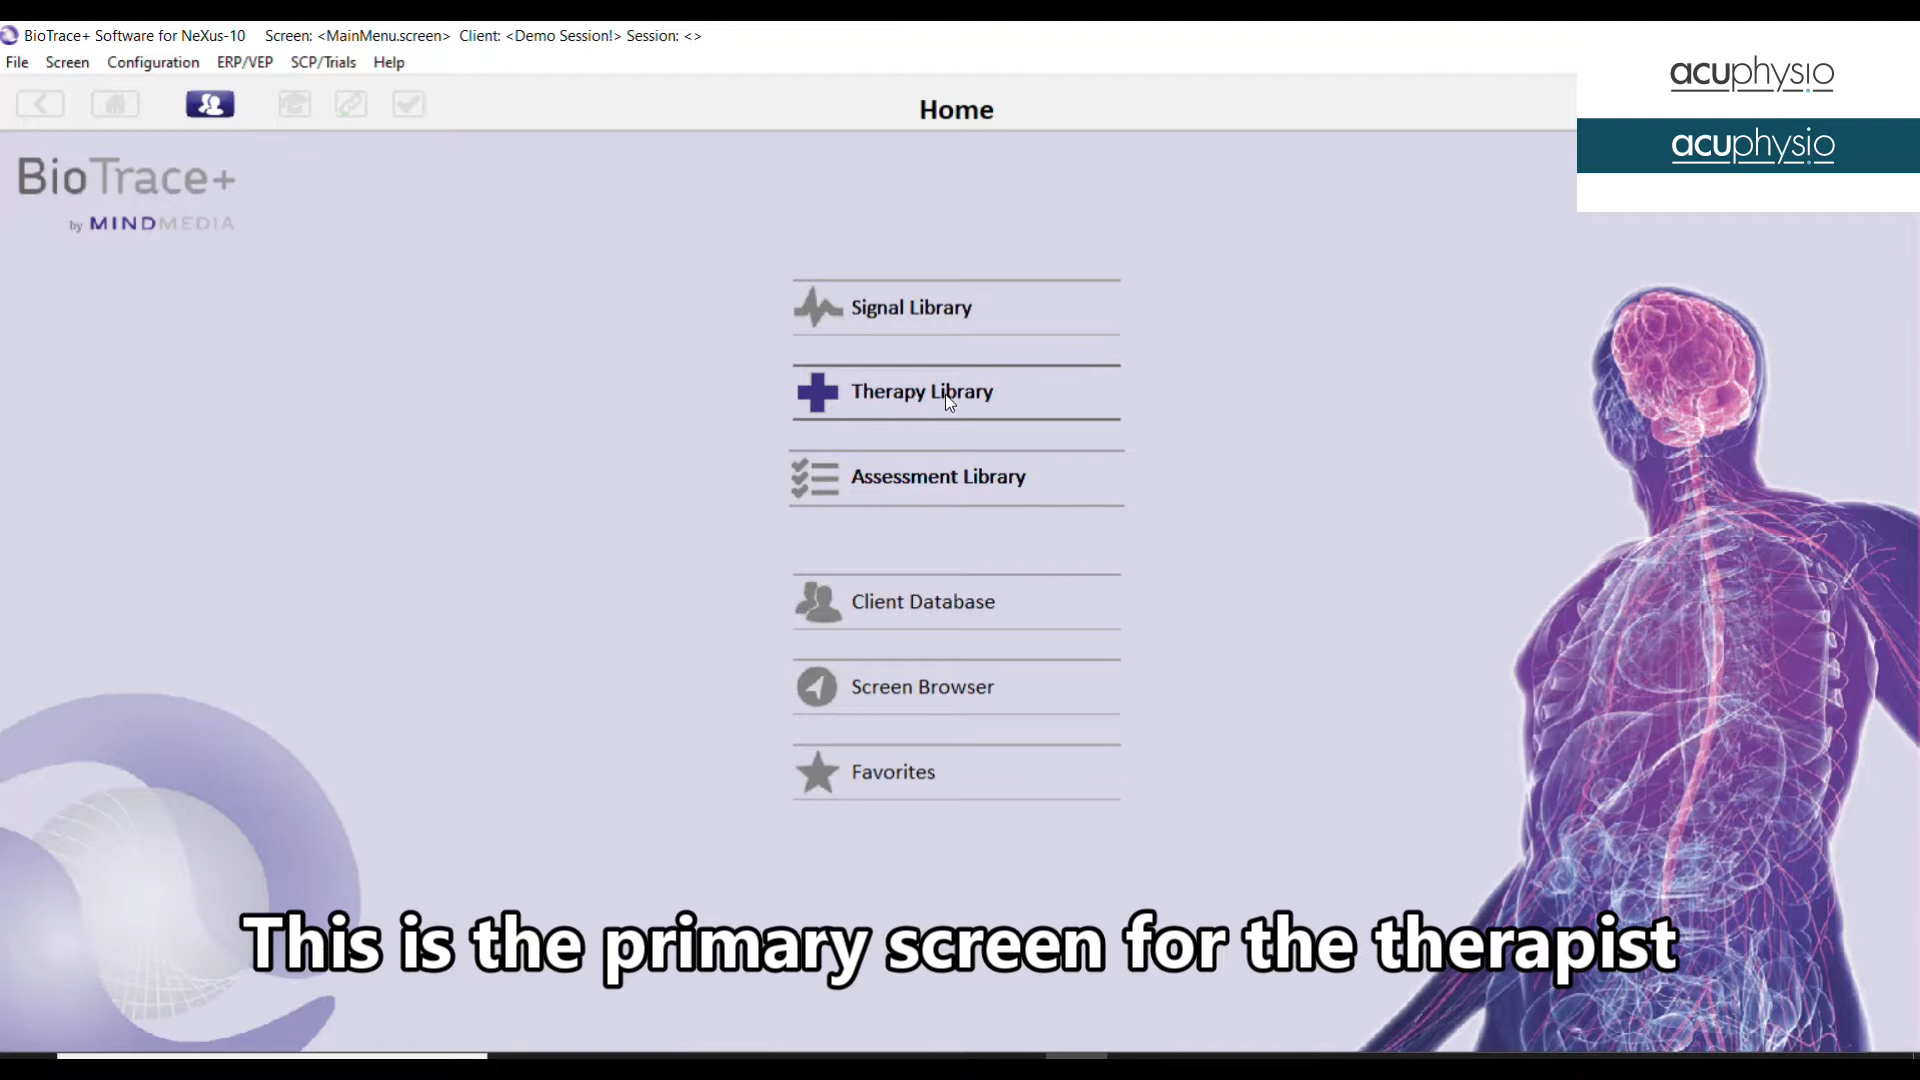 BioTrace+ Software for NeXus-10 Screen: <MainMenu.screen> Client: <Demo Session!> Session: <>
File Screen Configuration ERP/VEP SCP/Trials Help
acuphysio
Home
acuphysio
BioTrace+
by MINDMEDIA
Signal Library
Therapy Library
Assessment Library
Client Database
Screen Browser
Favorites
This is the primary screen for the therapist